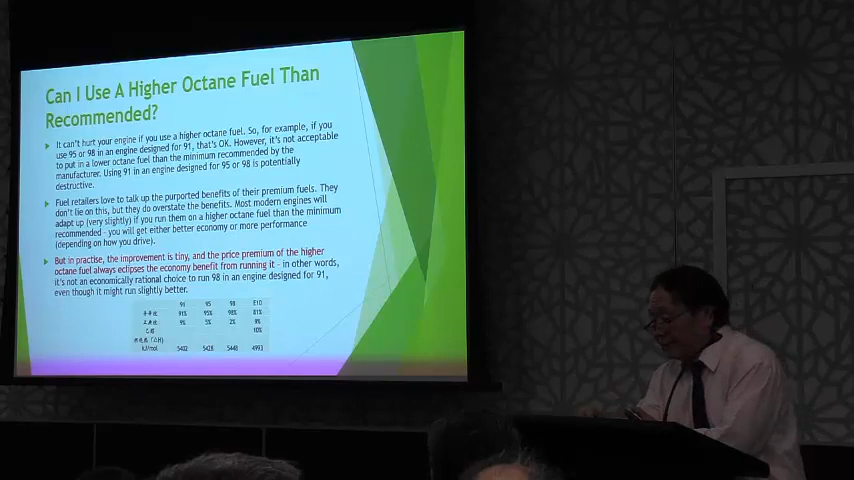 Can I Use A Higher Octane Fuel Than
Recommended?
It can't hurt your engine if you use a higher octane fuel. So, for example, if you
use 95 or 98 in an engine designed for 91, that's OK. However, it's not acceptable
to put in a lower octane fuel than the minimum recommended by the
manufacturer. Using 91 in an engine designed for 95 or 98 is potentially
destructive.
Fuel retailers love to talk up the purported benefits of their premium fuels. They
don't lie on this, but they do overstate the benefits. Most modern engines will
adapt up (very slightly) if you run them on a higher octane fuel than the minimum
recommended - you will get either better economy or more performance
(depending on how you drive).
But in practise, the improvement is tiny, and the price premium of the higher
octane fuel always eclipses the economy benefit from running it - in other words,
it's not an economically rational choice to run 98 in an engine designed for 91,
even though it might run slightly better.
91 95 98 E10
91% 95% 98% 81%
9% 5% 2% 9%
10%
(△H)
kJ/mol 5402 5428 5448 4993